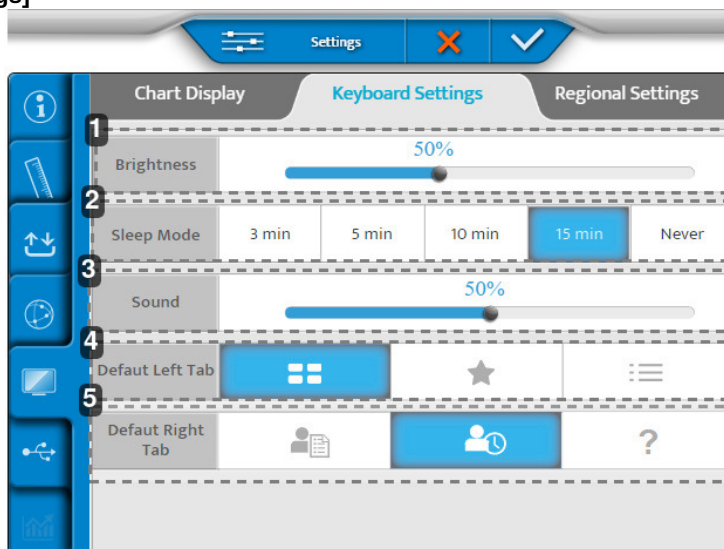 ge]
Settings
Chart Display Keyboard Settings Regional Settings
1
Brightness 50%
2
Sleep Mode 3 min 5 min 10 min 15 min Never
3
Sound 50%
4
Defaut Left Tab
5
Defaut Right
Tab ?